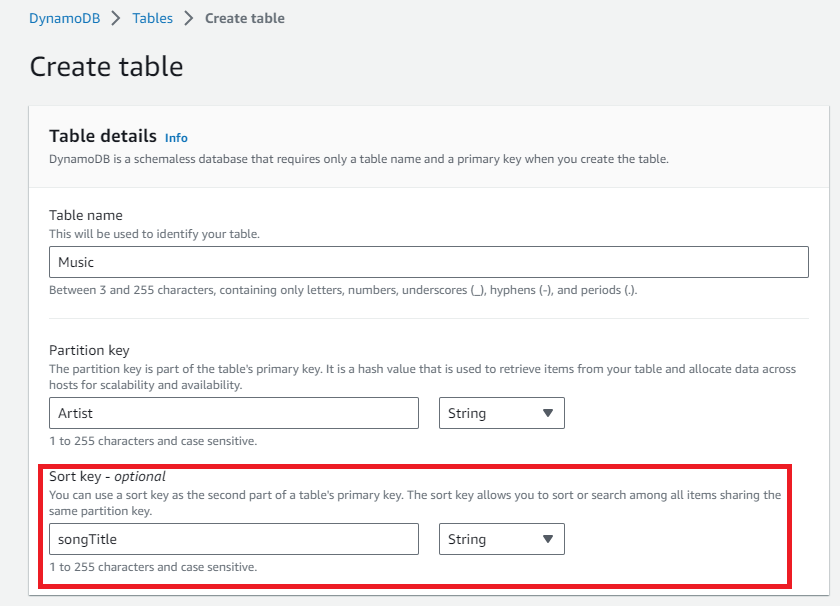 DynamoDB > Tables > Create table
Create table
Table details Info
DynamoDB is a schemaless database that requires only a table name and a primary key when you create the table.
Table name
This will be used to identify your table.
Music
Between 3 and 255 characters, containing only letters, numbers, underscores (_), hyphens (-), and periods (.).
Partition key
The partition key is part of the table's primary key. It is a hash value that is used to retrieve items from your table and allocate data across
hosts for scalability and availability.
Artist String
1 to 255 characters and case sensitive.
Sort key - optional
You can use a sort key as the second part of a table's primary key. The sort key allows you to sort or search among all items sharing the
same partition key.
songTitle String
1 to 255 characters and case sensitive.